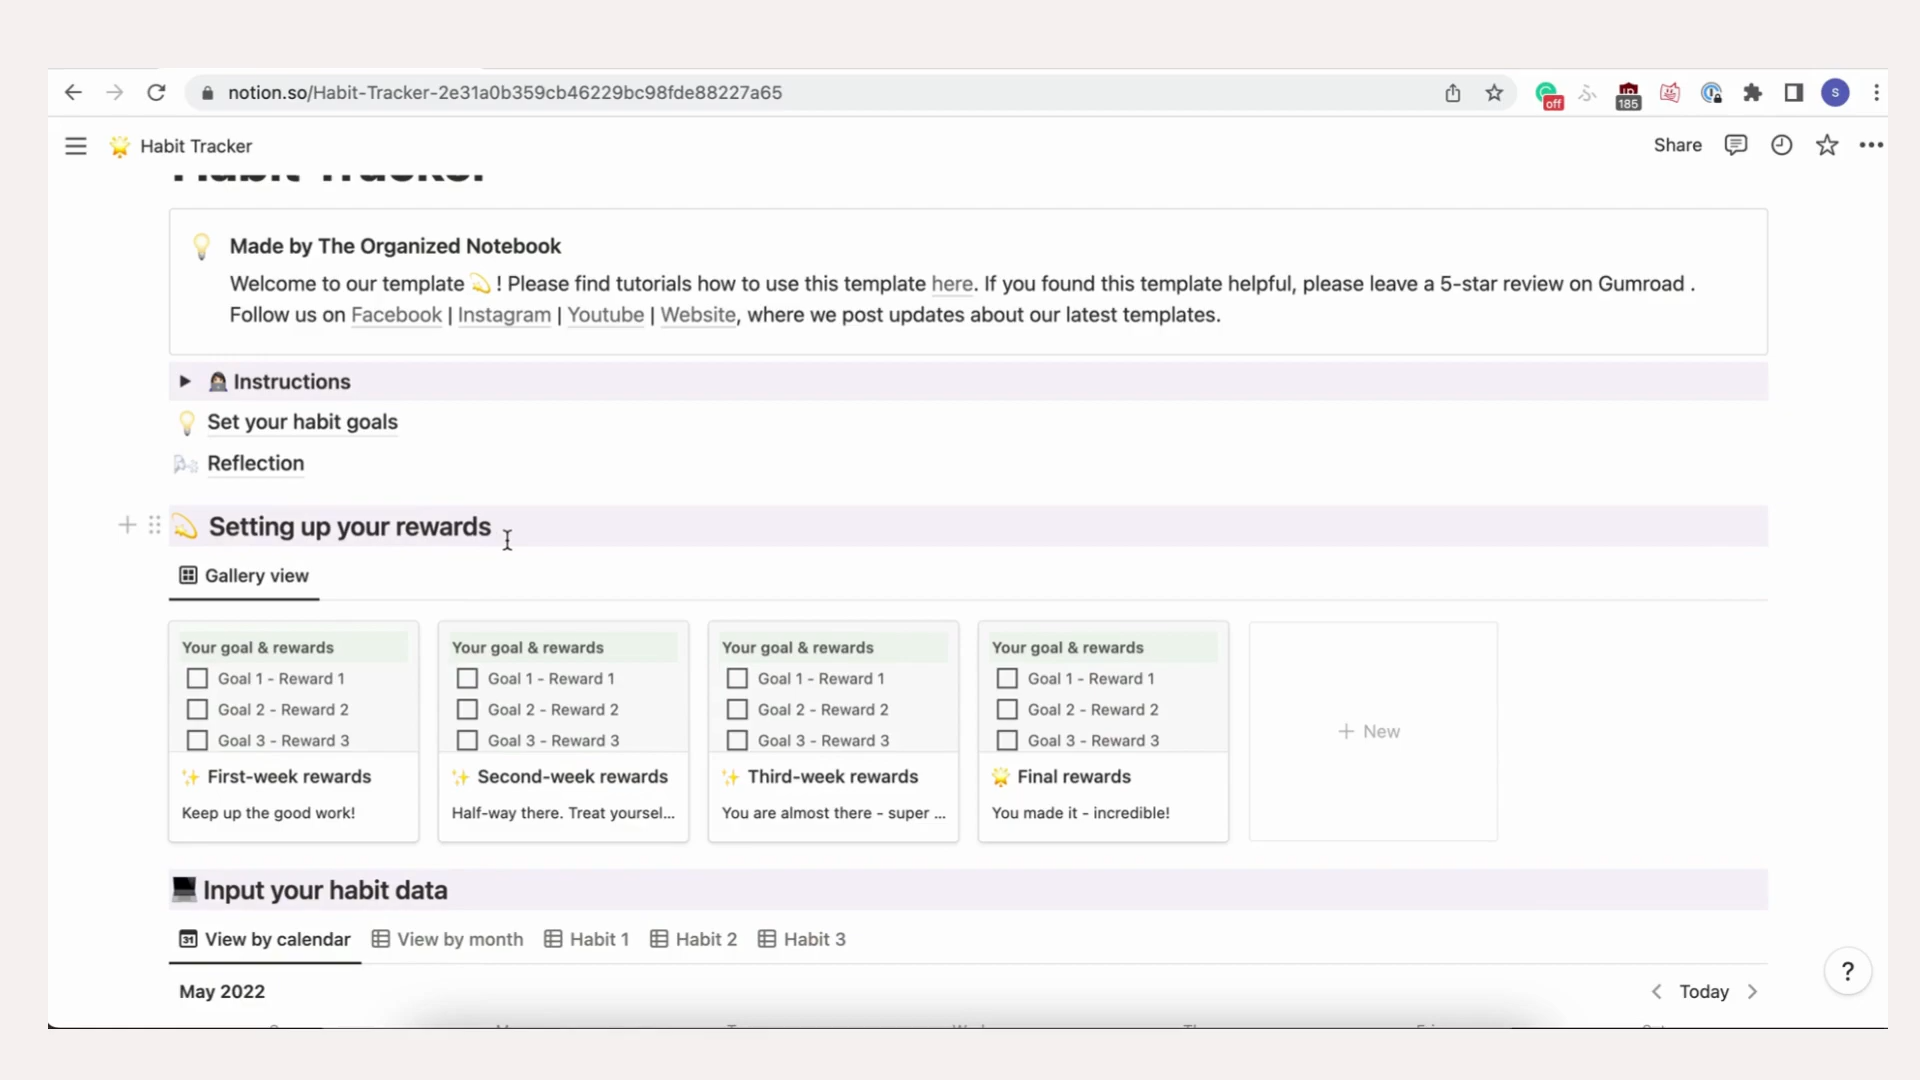 notion.so/Habit-Tracker-2e31a0b359cb46229bc98fde88227a65
off
185
S
Habit Tracker
Share
Habit Tracker
Made by The Organized Notebook
Welcome to our template 💫 ! Please find tutorials how to use this template here. If you found this template helpful, please leave a 5-star review on Gumroad .
Follow us on Facebook | Instagram | Youtube | Website, where we post updates about our latest templates.
Instructions
Set your habit goals
Reflection
Setting up your rewards
Gallery view
Your goal & rewards
Goal 1 - Reward 1
Goal 2 - Reward 2
Goal 3 - Reward 3
First-week rewards
Keep up the good work!
Your goal & rewards
Goal 1 - Reward 1
Goal 2 - Reward 2
Goal 3 - Reward 3
Second-week rewards
Half-way there. Treat yoursel...
Your goal & rewards
Goal 1 - Reward 1
Goal 2 - Reward 2
Goal 3 - Reward 3
Third-week rewards
You are almost there - super ...
Your goal & rewards
Goal 1 - Reward 1
Goal 2 - Reward 2
Goal 3 - Reward 3
Final rewards
You made it - incredible!
+ New
Input your habit data
31 View by calendar
View by month
Habit 1
Habit 2
Habit 3
May 2022
Today
?